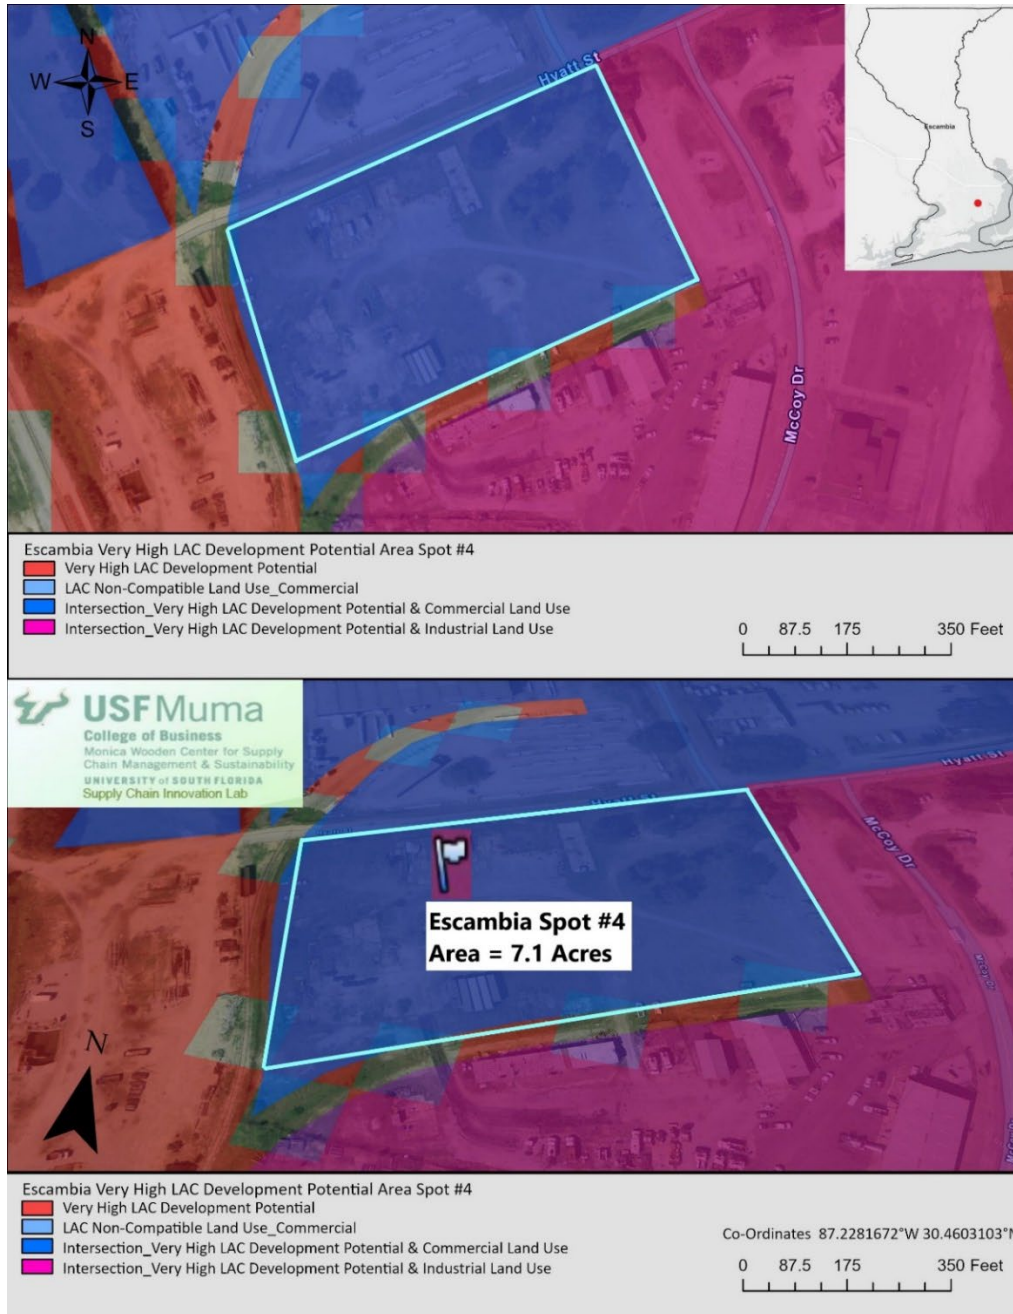 N
W E
S
Hyatt St
Escambia
McCoy Dr
Escambia Very High LAC Development Potential Area Spot #4
Very High LAC Development Potential
LAC Non-Compatible Land Use_Commercial
Intersection_Very High LAC Development Potential & Commercial Land Use
Intersection_Very High LAC Development Potential & Industrial Land Use
0 87.5 175 350 Feet
USF Muma
College of Business
Monica Wooden Center for Supply
Chain Management & Sustainability
UNIVERSITY of SOUTH FLORIDA
Supply Chain Innovation Lab
Hyatt St
Hyatt St
McCoy Dr
McCoy Dr
Escambia Spot #4
Area = 7.1 Acres
N
Escambia Very High LAC Development Potential Area Spot #4
Very High LAC Development Potential
LAC Non-Compatible Land Use_Commercial
Intersection_Very High LAC Development Potential & Commercial Land Use
Intersection_Very High LAC Development Potential & Industrial Land Use
Co-Ordinates 87.2281672°W 30.4603103°N
0 87.5 175 350 Feet